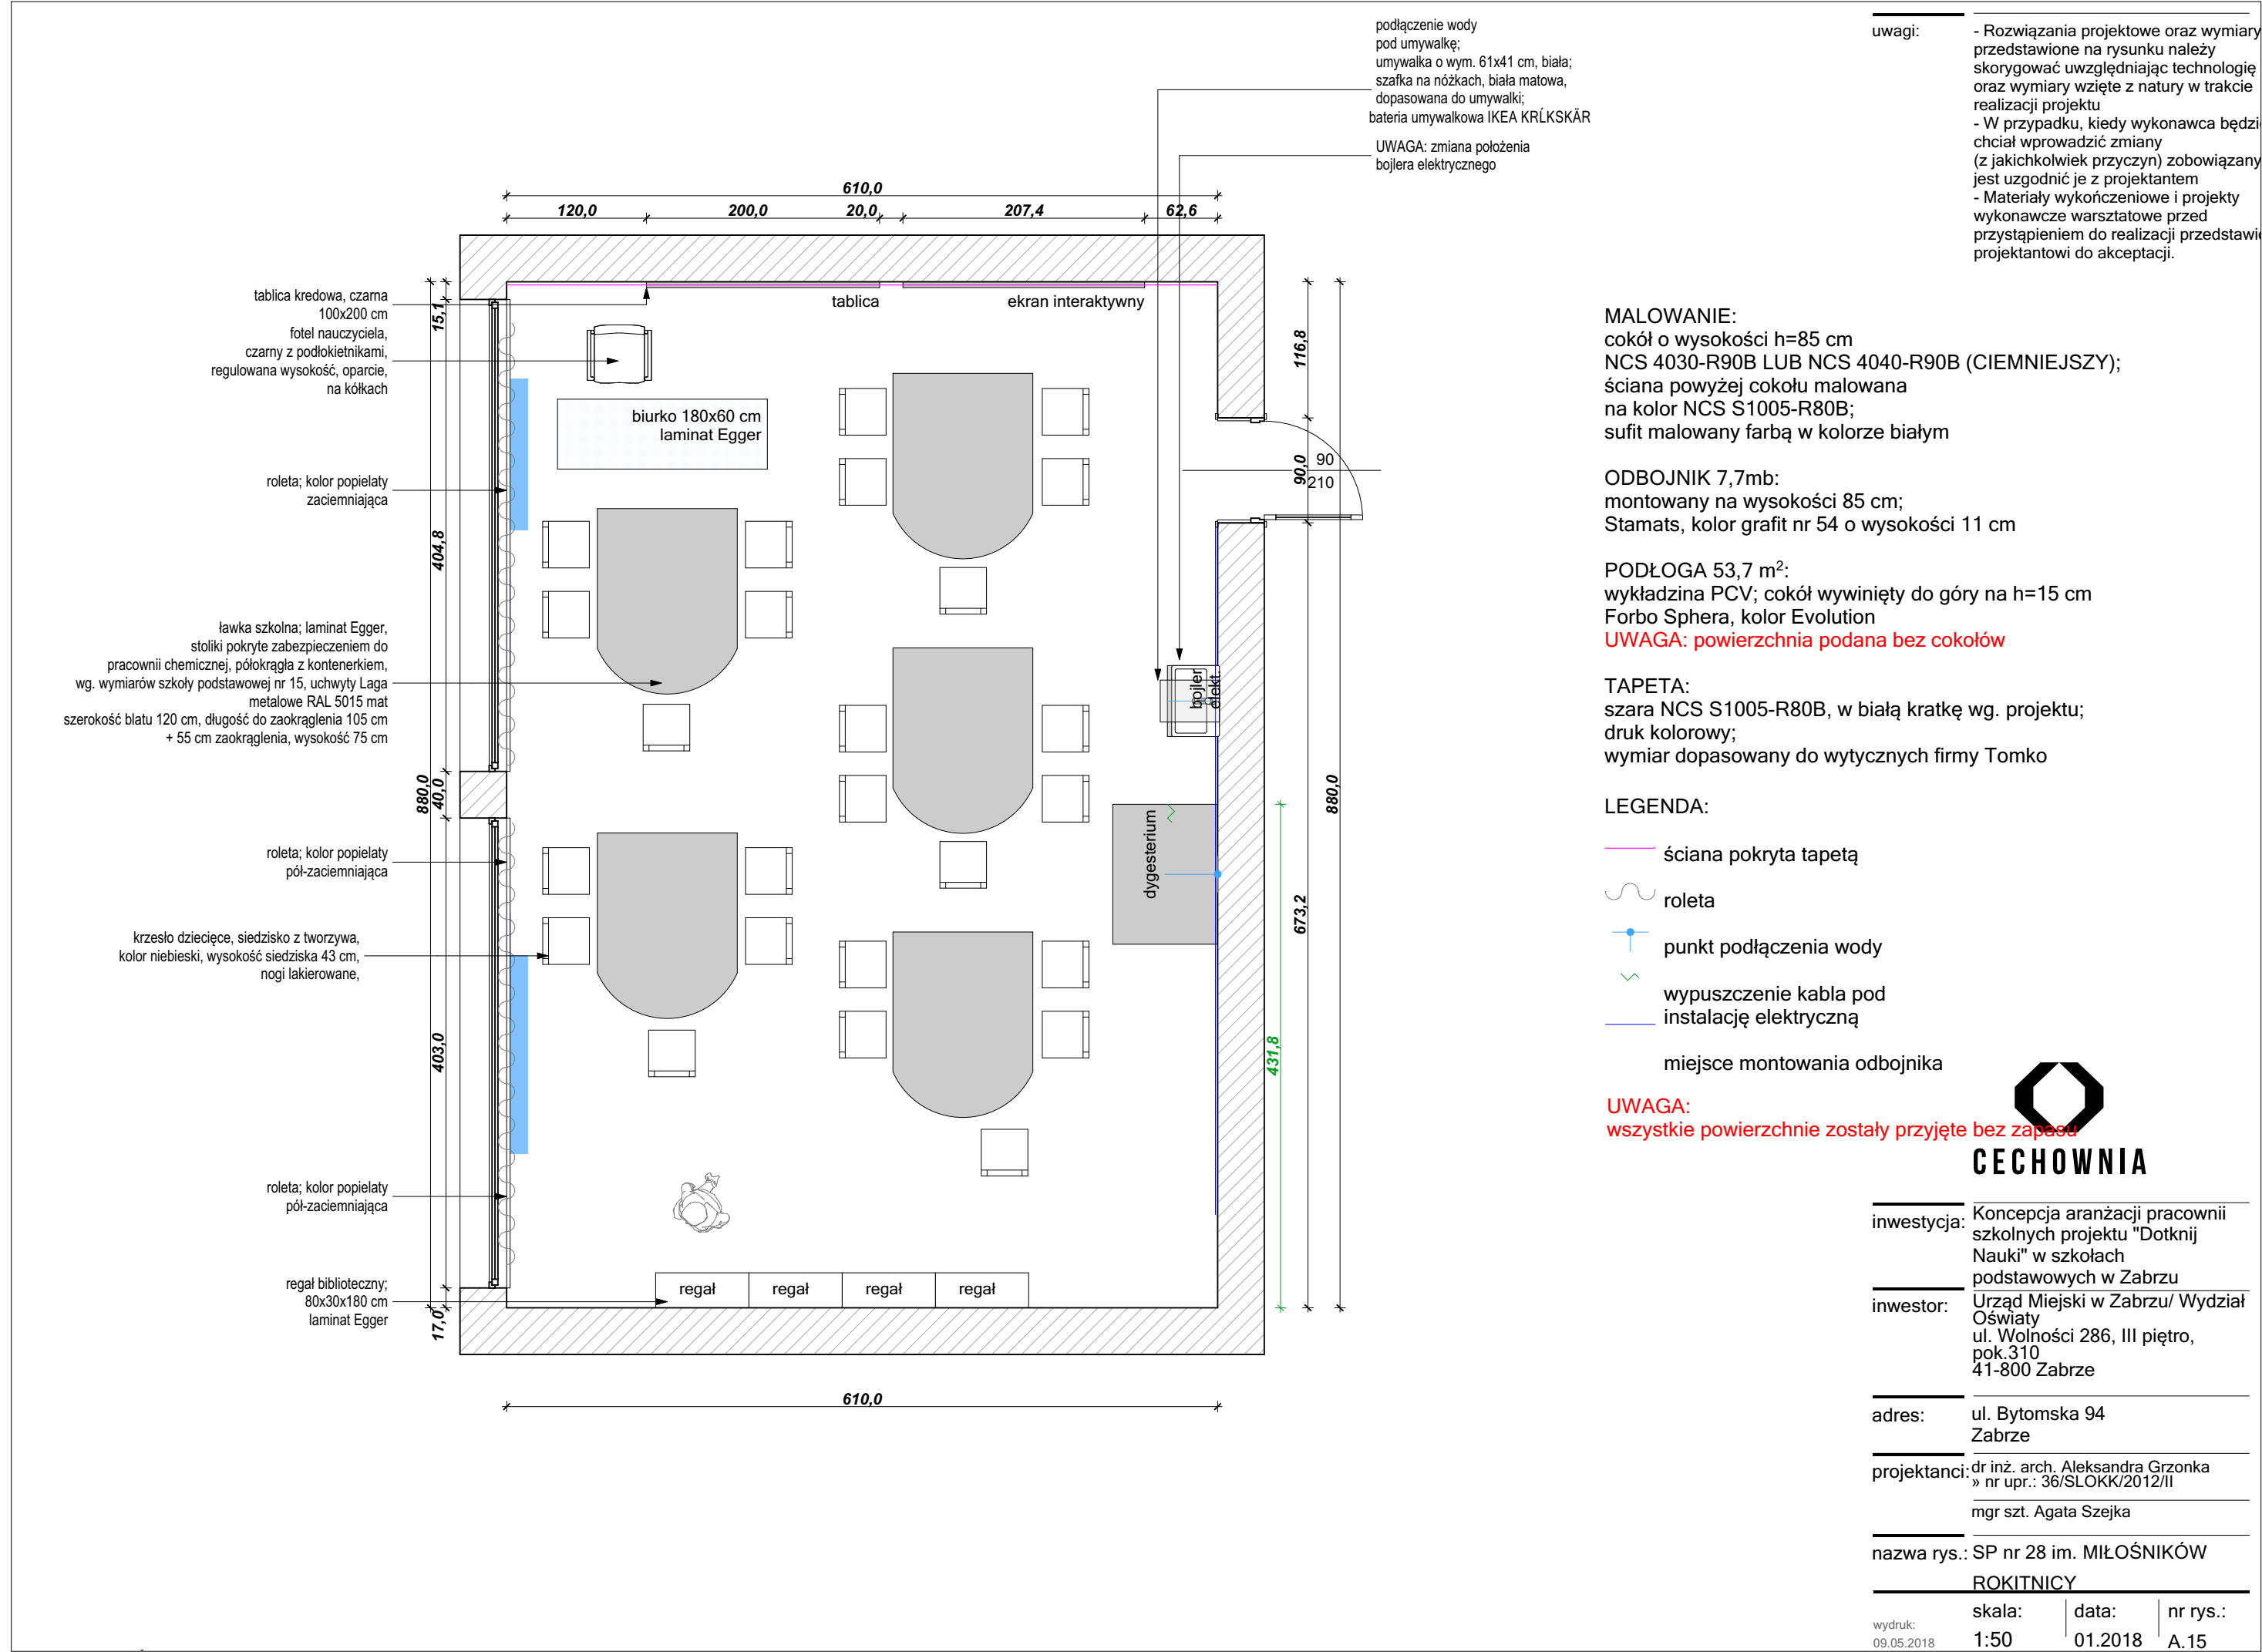 podłączenie wody
pod umywalkę;
umywalka o wym. 61x41 cm, biała;
szafka na nóżkach, biała matowa,
dopasowana do umywalki;
bateria umywalkowa IKEA KRĹKSKÄR
UWAGA: zmiana położenia
bojlera elektrycznego
uwagi:
- Rozwiązania projektowe oraz wymiary
przedstawione na rysunku należy
skorygować uwzględniając technologię
oraz wymiary wzięte z natury w trakcie
realizacji projektu
- W przypadku, kiedy wykonawca będzi
chciał wprowadzić zmiany
(z jakichkolwiek przyczyn) zobowiązany
jest uzgodnić je z projektantem
- Materiały wykończeniowe i projekty
wykonawcze warsztatowe przed
przystąpieniem do realizacji przedstawi
projektantowi do akceptacji.
610,0
120,0 200,0 20,0 207,4 62,6
tablica kredowa, czarna
100x200 cm
fotel nauczyciela,
czarny z podłokietnikami,
regulowana wysokość, oparcie,
na kółkach
roleta; kolor popielaty
zaciemniająca
ławka szkolna; laminat Egger,
stoliki pokryte zabezpieczeniem do
pracownii chemicznej, półokrągła z kontenerkiem,
wg. wymiarów szkoły podstawowej nr 15, uchwyty Laga
metalowe RAL 5015 mat
szerokość blatu 120 cm, długość do zaokrąglenia 105 cm
+ 55 cm zaokrąglenia, wysokość 75 cm
roleta; kolor popielaty
pół-zaciemniająca
krzesło dziecięce, siedzisko z tworzywa,
kolor niebieski, wysokość siedziska 43 cm,
nogi lakierowane,
roleta; kolor popielaty
pół-zaciemniająca
regał biblioteczny;
80x30x180 cm
laminat Egger
15,1
404,8
880,0
40,0
403,0
17,0
tablica
ekran interaktywny
biurko 180x60 cm
laminat Egger
bojler
elekt.
dygesterium
regał regał regał regał
116,8
90,0
90
210
880,0
673,2
431,8
610,0
MALOWANIE:
cokół o wysokości h=85 cm
NCS 4030-R90B LUB NCS 4040-R90B (CIEMNIEJSZY);
ściana powyżej cokołu malowana
na kolor NCS S1005-R80B;
sufit malowany farbą w kolorze białym
ODBOJNIK 7,7mb:
montowany na wysokości 85 cm;
Stamats, kolor grafit nr 54 o wysokości 11 cm
PODŁOGA 53,7 m²:
wykładzina PCV; cokół wywinięty do góry na h=15 cm
Forbo Sphera, kolor Evolution
UWAGA: powierzchnia podana bez cokołów
TAPETA:
szara NCS S1005-R80B, w białą kratkę wg. projektu;
druk kolorowy;
wymiar dopasowany do wytycznych firmy Tomko
LEGENDA:
ściana pokryta tapetą
roleta
punkt podłączenia wody
wypuszczenie kabla pod
instalację elektryczną
miejsce montowania odbojnika
UWAGA:
wszystkie powierzchnie zostały przyjęte bez zapasu
CECHOWNIA
inwestycja:
Koncepcja aranżacji pracownii
szkolnych projektu "Dotknij
Nauki" w szkołach
podstawowych w Zabrzu
inwestor:
Urząd Miejski w Zabrzu/ Wydział
Oświaty
ul. Wolności 286, III piętro,
pok.310
41-800 Zabrze
adres:
ul. Bytomska 94
Zabrze
projektanci:
dr inż. arch. Aleksandra Grzonka
» nr upr.: 36/SLOKK/2012/II
mgr szt. Agata Szejka
nazwa rys.:
SP nr 28 im. MIŁOŚNIKÓW
ROKITNICY
wydruk:
09.05.2018
skala:
1:50
data:
01.2018
nr rys.:
A.15